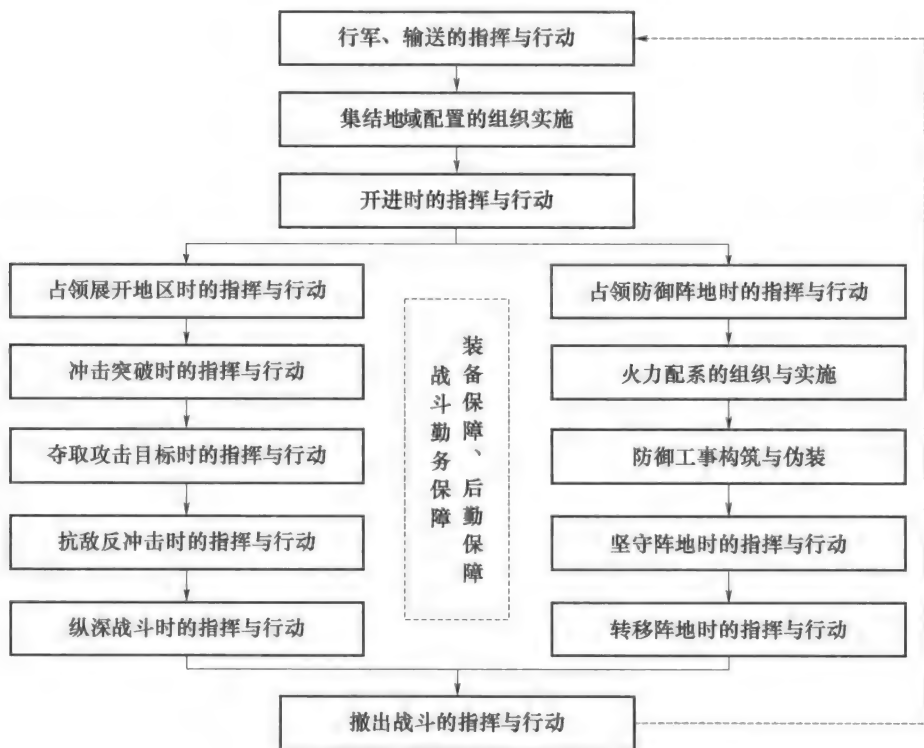 行军、输送的指挥与行动
集结地域配置的组织实施
开进时的指挥与行动
占领展开地区时的指挥与行动
冲击突破时的指挥与行动
夺取攻击目标时的指挥与行动
抗敌反冲击时的指挥与行动
纵深战斗时的指挥与行动
装备保障、后勤保障
战斗勤务保障
占领防御阵地时的指挥与行动
火力配系的组织与实施
防御工事构筑与伪装
坚守阵地时的指挥与行动
转移阵地时的指挥与行动
撤出战斗的指挥与行动